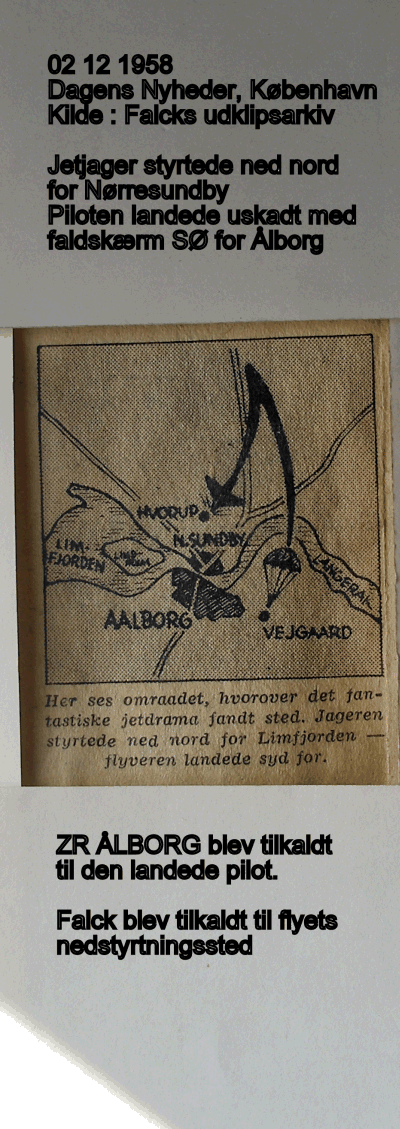 02 12 1958
Dagens Nyheder, København
Kilde : Falcks udklipsarkiv
Jetjager styrtede ned nord
for Nørresundby
Piloten landede uskadt med
faldskærm SØ for Ålborg
HVORUP
N.SUNDBY
LIM-
FJORDEN
LANGERAK
AALBORG
VEJGAARD
Her ses omraadet, hvorover det fan-
tastiske jetdrama fandt sted. Jageren
styrtede ned nord for Limfjorden —
flyveren landede syd for.
ZR ÅLBORG blev tilkaldt
til den landede pilot.
Falck blev tilkaldt til flyets
nedstyrtningssted